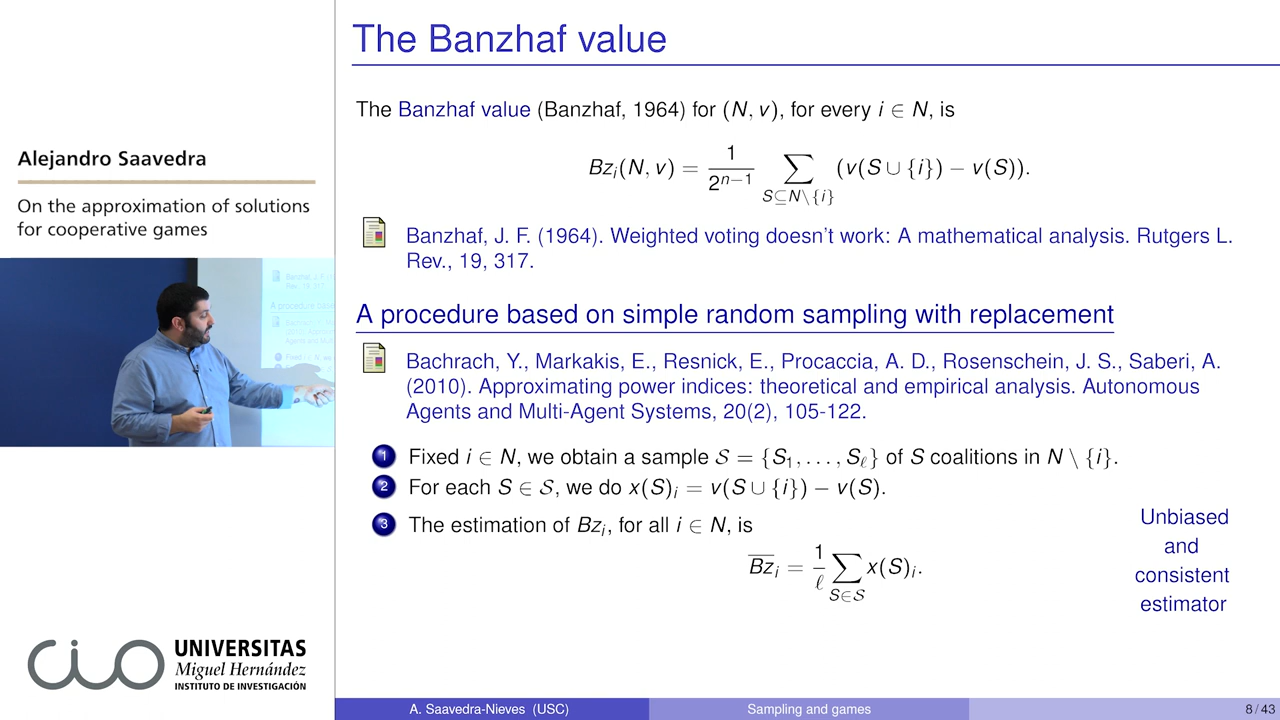 The Banzhaf value
The Banzhaf value (Banzhaf, 1964) for (N, v), for every i ∈ N, is
Bz_i(N, v) = 1/2^{n−1} ∑_{S⊆N\{i}} (v(S ∪ {i}) − v(S)).
Banzhaf, J. F. (1964). Weighted voting doesn't work: A mathematical analysis. Rutgers L.
Rev., 19, 317.
A procedure based on simple random sampling with replacement
Bachrach, Y., Markakis, E., Resnick, E., Procaccia, A. D., Rosenschein, J. S., Saberi, A.
(2010). Approximating power indices: theoretical and empirical analysis. Autonomous
Agents and Multi-Agent Systems, 20(2), 105-122.
1 Fixed i ∈ N, we obtain a sample 𝒮 = {S_1, . . . , S_ℓ} of S coalitions in N \ {i}.
2 For each S ∈ 𝒮, we do x(S)_i = v(S ∪ {i}) − v(S).
3 The estimation of Bz_i, for all i ∈ N, is
\overline{Bz}_i = 1/ℓ ∑_{S∈𝒮} x(S)_i.
Unbiased
and
consistent
estimator
Alejandro Saavedra
On the approximation of solutions
for cooperative games
CIO
UNIVERSITAS
Miguel Hernández
INSTITUTO DE INVESTIGACIÓN
A. Saavedra-Nieves (USC)
Sampling and games
8 / 43